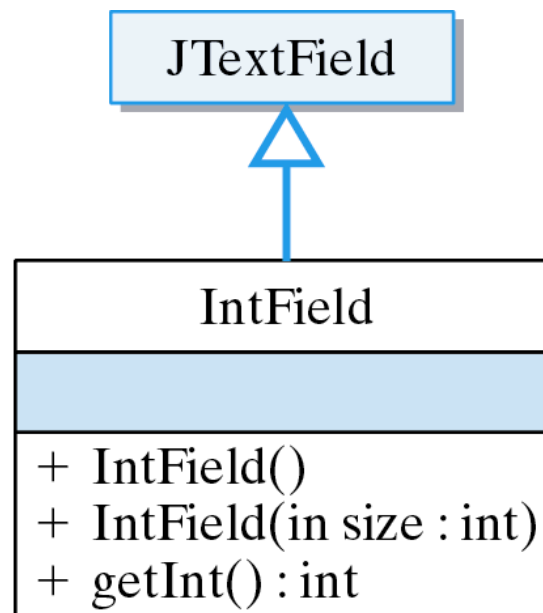 JTextField
IntField
+ IntField()
+ IntField(in size : int)
+ getInt() : int